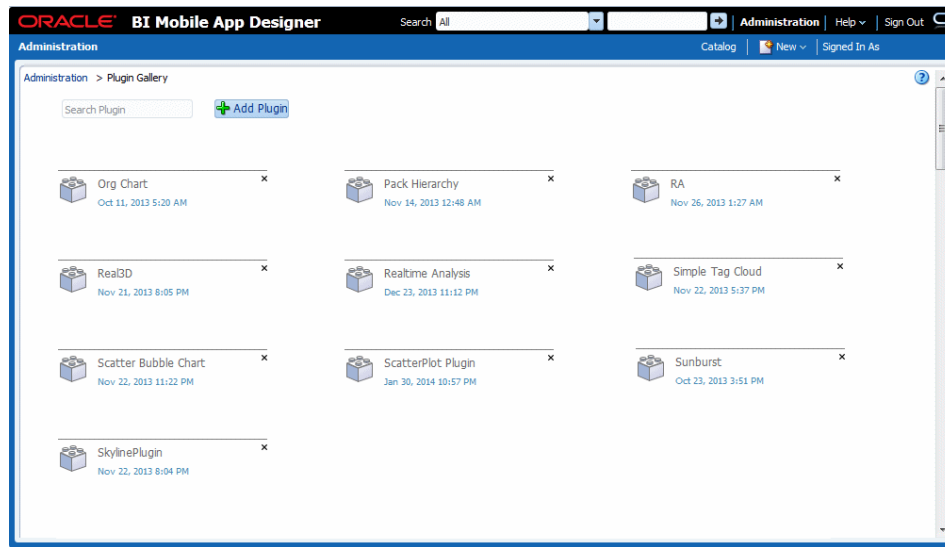 ORACLE BI Mobile App Designer Search All Administration Help Sign Out
Administration Catalog New Signed In As
Administration > Plugin Gallery
Search Plugin Add Plugin
Org Chart Pack Hierarchy RA
Oct 11, 2013 5:20 AM Nov 14, 2013 12:48 AM Nov 26, 2013 1:27 AM
Real3D Realtime Analysis Simple Tag Cloud
Nov 21, 2013 8:05 PM Dec 23, 2013 11:12 PM Nov 22, 2013 5:37 PM
Scatter Bubble Chart ScatterPlot Plugin Sunburst
Nov 22, 2013 11:22 PM Jan 30, 2014 10:57 PM Oct 23, 2013 3:51 PM
SkylinePlugin
Nov 22, 2013 8:04 PM